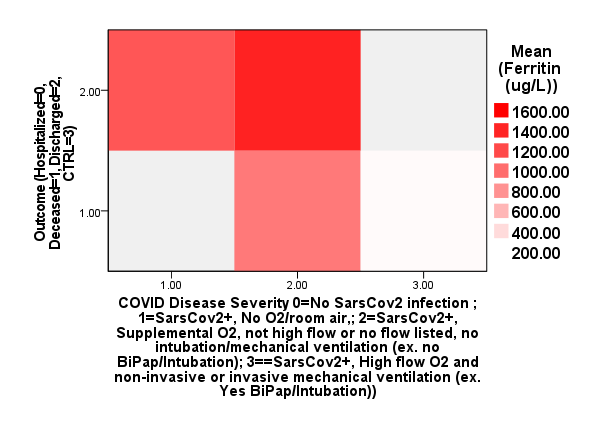 Mean
(Ferritin
(ug/L))
1600.00
1400.00
1200.00
1000.00
800.00
600.00
400.00
200.00
Outcome (Hospitalized=0,
Deceased=1, Discharged=2,
CTRL=3)
2.00
1.00
1.00 2.00 3.00
COVID Disease Severity 0=No SarsCov2 infection ;
1=SarsCov2+, No O2/room air,; 2=SarsCov2+,
Supplemental O2, not high flow or no flow listed, no
intubation/mechanical ventilation (ex. no
BiPap/Intubation); 3==SarsCov2+, High flow O2 and
non-invasive or invasive mechanical ventilation (ex.
Yes BiPap/Intubation))